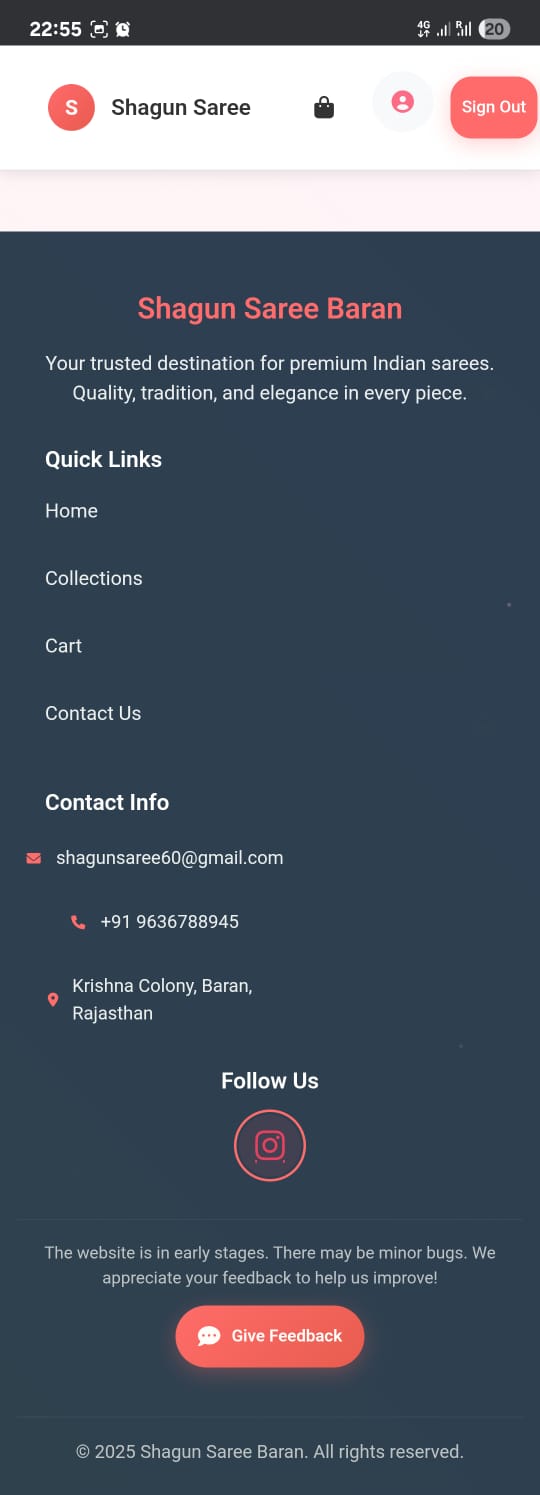 22:55
4G
R
20
S
Shagun Saree
Sign Out
Shagun Saree Baran
Your trusted destination for premium Indian sarees.
Quality, tradition, and elegance in every piece.
Quick Links
Home
Collections
Cart
Contact Us
Contact Info
shagunsaree60@gmail.com
+91 9636788945
Krishna Colony, Baran,
Rajasthan
Follow Us
The website is in early stages. There may be minor bugs. We
appreciate your feedback to help us improve!
Give Feedback
© 2025 Shagun Saree Baran. All rights reserved.